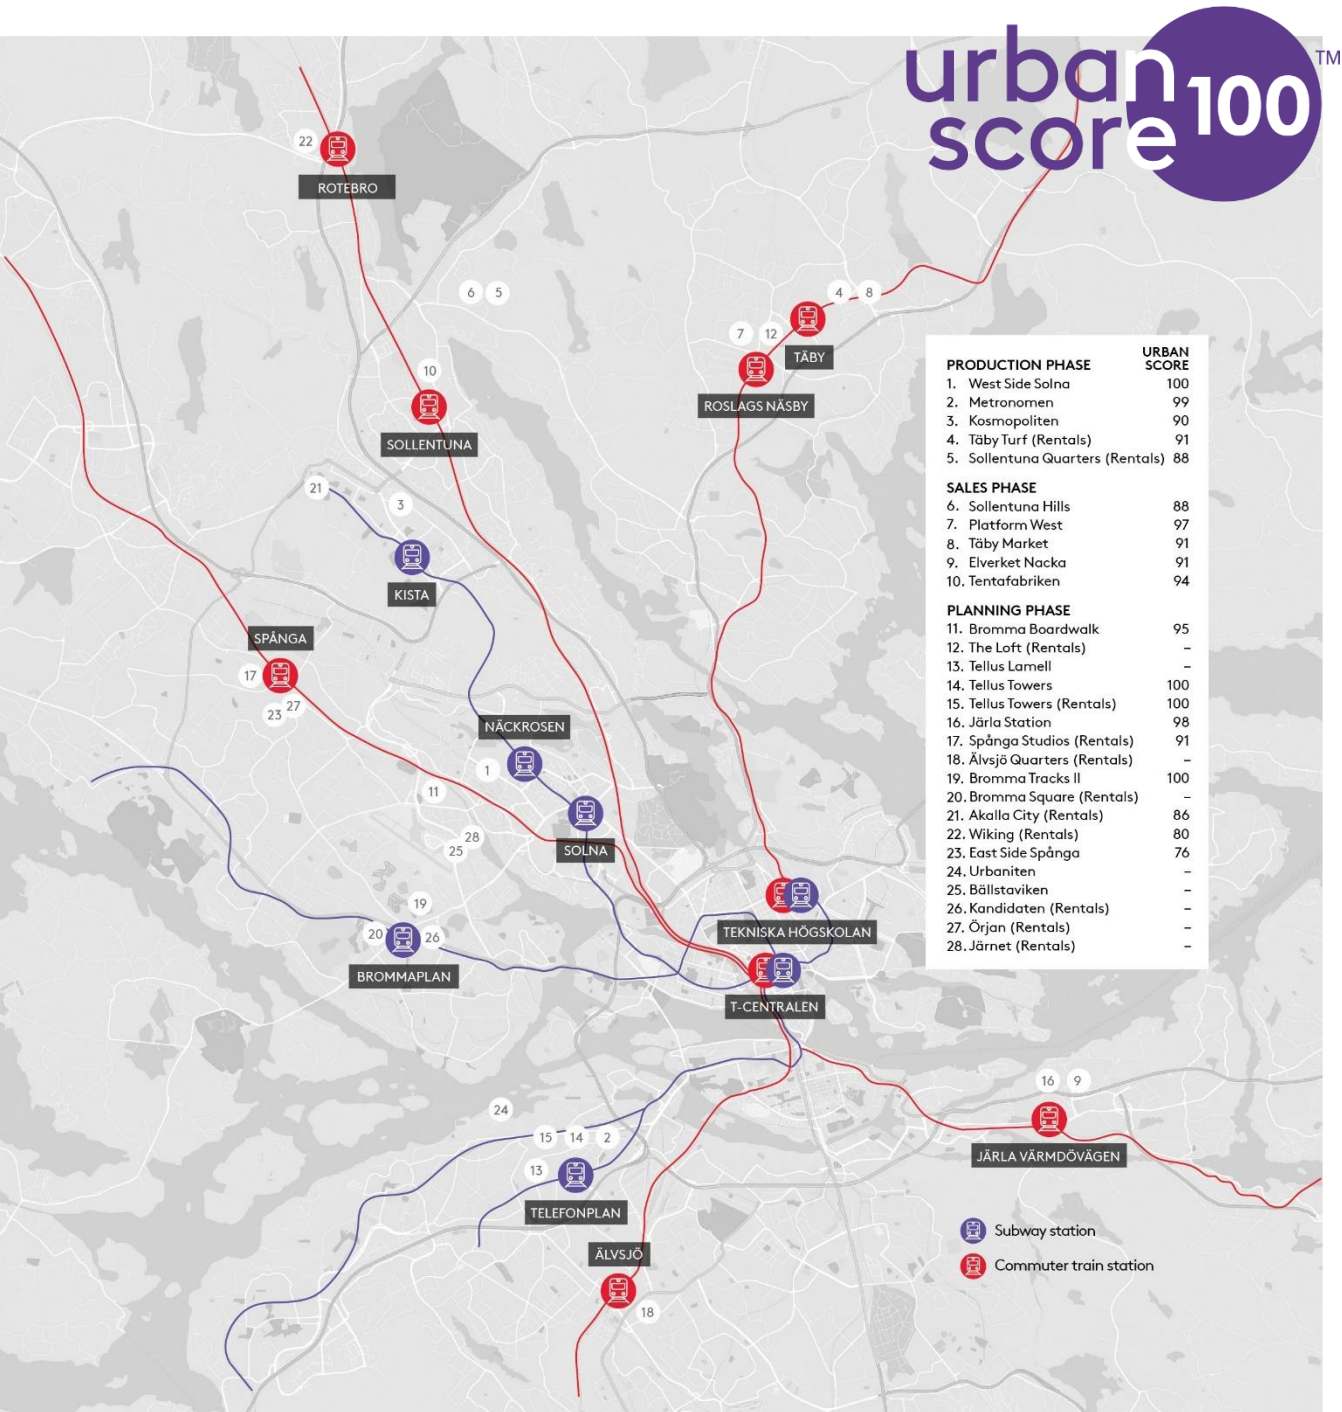 urban
score
100
TM
22
ROTEBRO
6
5
4
8
7
12
TÄBY
ROSLAGS NÄSBY
10
SOLLENTUNA
21
3
KISTA
SPÅNGA
17
27
23
NÄCKROSEN
1
11
28
25
SOLNA
19
20
26
BROMMAPLAN
TEKNISKA HÖGSKOLAN
T-CENTRALEN
16
9
JÄRLA VÄRMDÖVÄGEN
24
15
14
2
13
TELEFONPLAN
ÄLVSJÖ
18
URBAN
PRODUCTION PHASE SCORE
1. West Side Solna 100
2. Metronomen 99
3. Kosmopoliten 90
4. Täby Turf (Rentals) 91
5. Sollentuna Quarters (Rentals) 88
SALES PHASE
6. Sollentuna Hills 88
7. Platform West 97
8. Täby Market 91
9. Elverket Nacka 91
10. Tentafabriken 94
PLANNING PHASE
11. Bromma Boardwalk 95
12. The Loft (Rentals) –
13. Tellus Lamell –
14. Tellus Towers 100
15. Tellus Towers (Rentals) 100
16. Järla Station 98
17. Spånga Studios (Rentals) 91
18. Älvsjö Quarters (Rentals) –
19. Bromma Tracks II 100
20. Bromma Square (Rentals) –
21. Akalla City (Rentals) 86
22. Wiking (Rentals) 80
23. East Side Spånga 76
24. Urbaniten –
25. Bällstaviken –
26. Kandidaten (Rentals) –
27. Örjan (Rentals) –
28. Järnet (Rentals) –
Subway station
Commuter train station